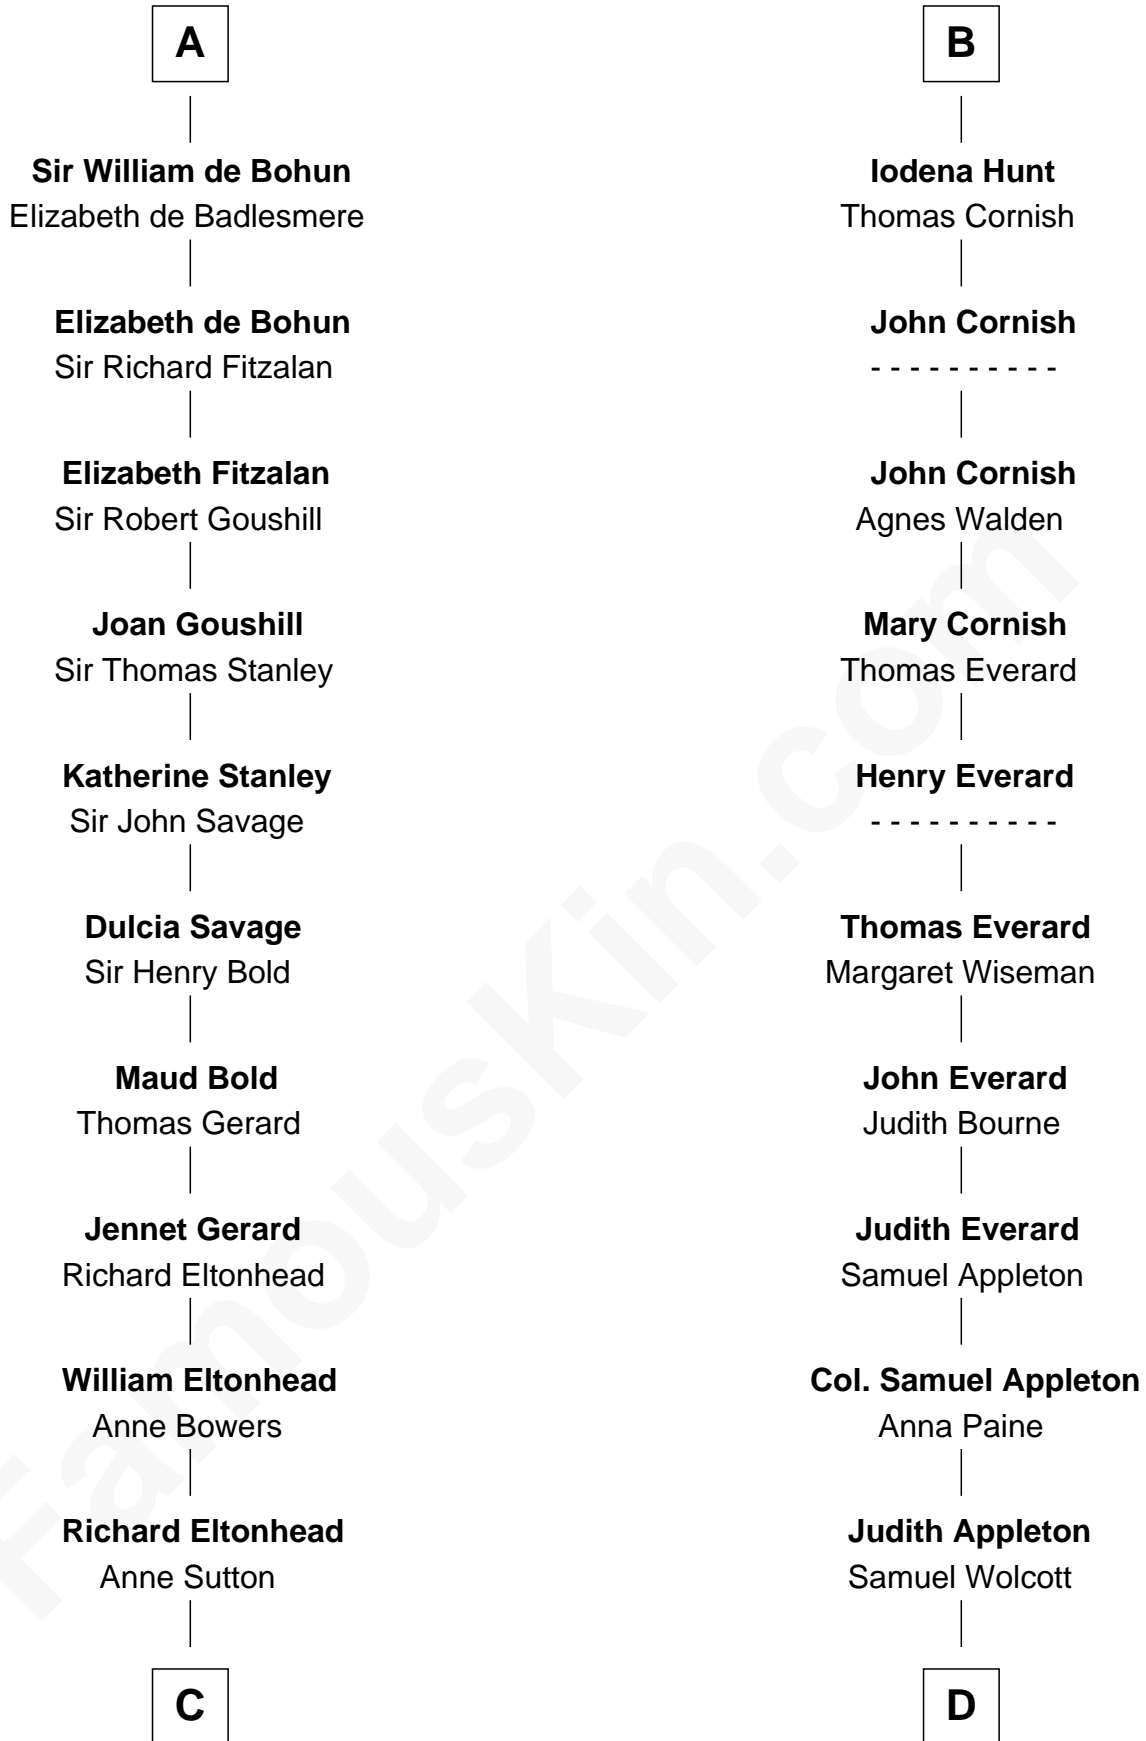 A
Sir William de Bohun
Elizabeth de Badlesmere
Elizabeth de Bohun
Sir Richard Fitzalan
Elizabeth Fitzalan
Sir Robert Goushill
Joan Goushill
Sir Thomas Stanley
Katherine Stanley
Sir John Savage
Dulcia Savage
Sir Henry Bold
Maud Bold
Thomas Gerard
Jennet Gerard
Richard Eltonhead
William Eltonhead
Anne Bowers
Richard Eltonhead
Anne Sutton
C
B
Iodena Hunt
Thomas Cornish
John Cornish
- - - - - - - - - -
John Cornish
Agnes Walden
Mary Cornish
Thomas Everard
Henry Everard
- - - - - - - - - -
Thomas Everard
Margaret Wiseman
John Everard
Judith Bourne
Judith Everard
Samuel Appleton
Col. Samuel Appleton
Anna Paine
Judith Appleton
Samuel Wolcott
D
FamousKin.com